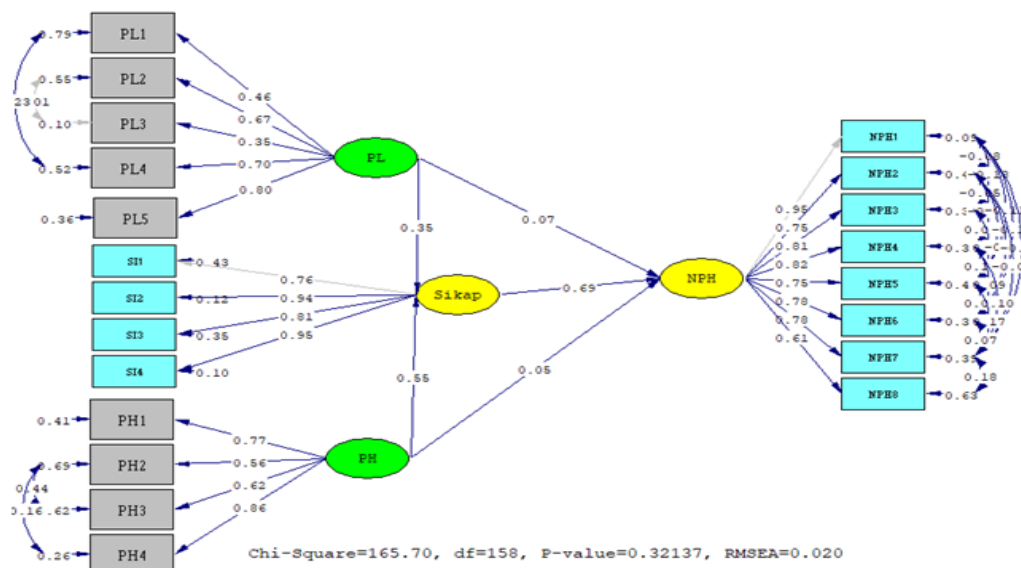 0.79 PL1
0.55 PL2
0.10 PL3
0.52 PL4
0.36 PL5
0.46
0.67
0.35
0.70
0.80
PL
0.07
0.35
SI1 0.43
SI2 0.12
SI3 0.35
SI4 0.10
0.76
0.94
0.81
0.95
Sikap
0.69
NPH
0.55
0.05
0.41 PH1
0.69 PH2
0.44
PH3
0.26 PH4
0.77
0.56
0.62
0.86
PH
0.95
0.75
0.81
0.82
0.75
0.78
0.78
0.61
NPH1 0.09
NPH2
NPH3
NPH4
NPH5
NPH6
NPH7 0.39
NPH8 0.63
0.07
0.18
Chi-Square=165.70, df=158, P-value=0.32137, RMSEA=0.020